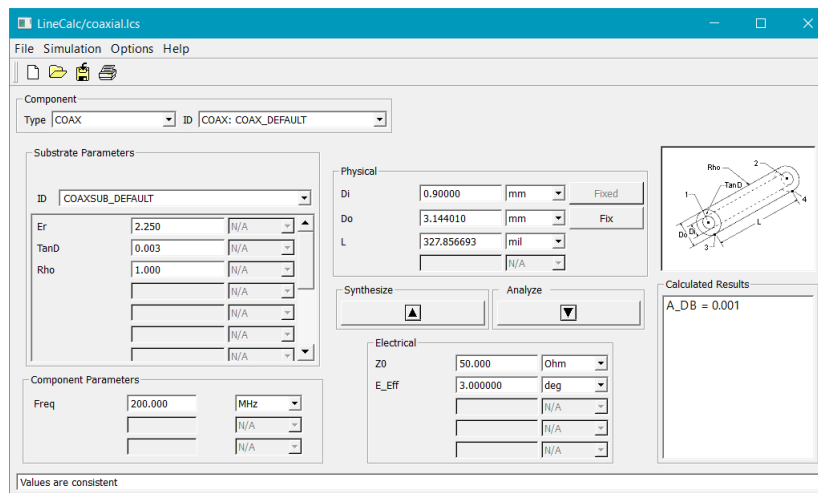 LineCalc/coaxial.lcs
File Simulation Options Help
Component
Type COAX ID COAX: COAX_DEFAULT
Substrate Parameters
ID COAXSUB_DEFAULT
Er 2.250 N/A
TanD 0.003 N/A
Rho 1.000 N/A
N/A
N/A
N/A
N/A
Component Parameters
Freq 200.000 MHz
N/A
N/A
Physical
Di 0.90000 mm Fixed
Do 3.144010 mm Fix
L 327.856693 mil
N/A
Synthesize Analyze
Electrical
Z0 50.000 Ohm
E_Eff 3.000000 deg
N/A
N/A
N/A
Rho 2
TanD
1
4
Do Di L
3
Calculated Results
A_DB = 0.001
Values are consistent